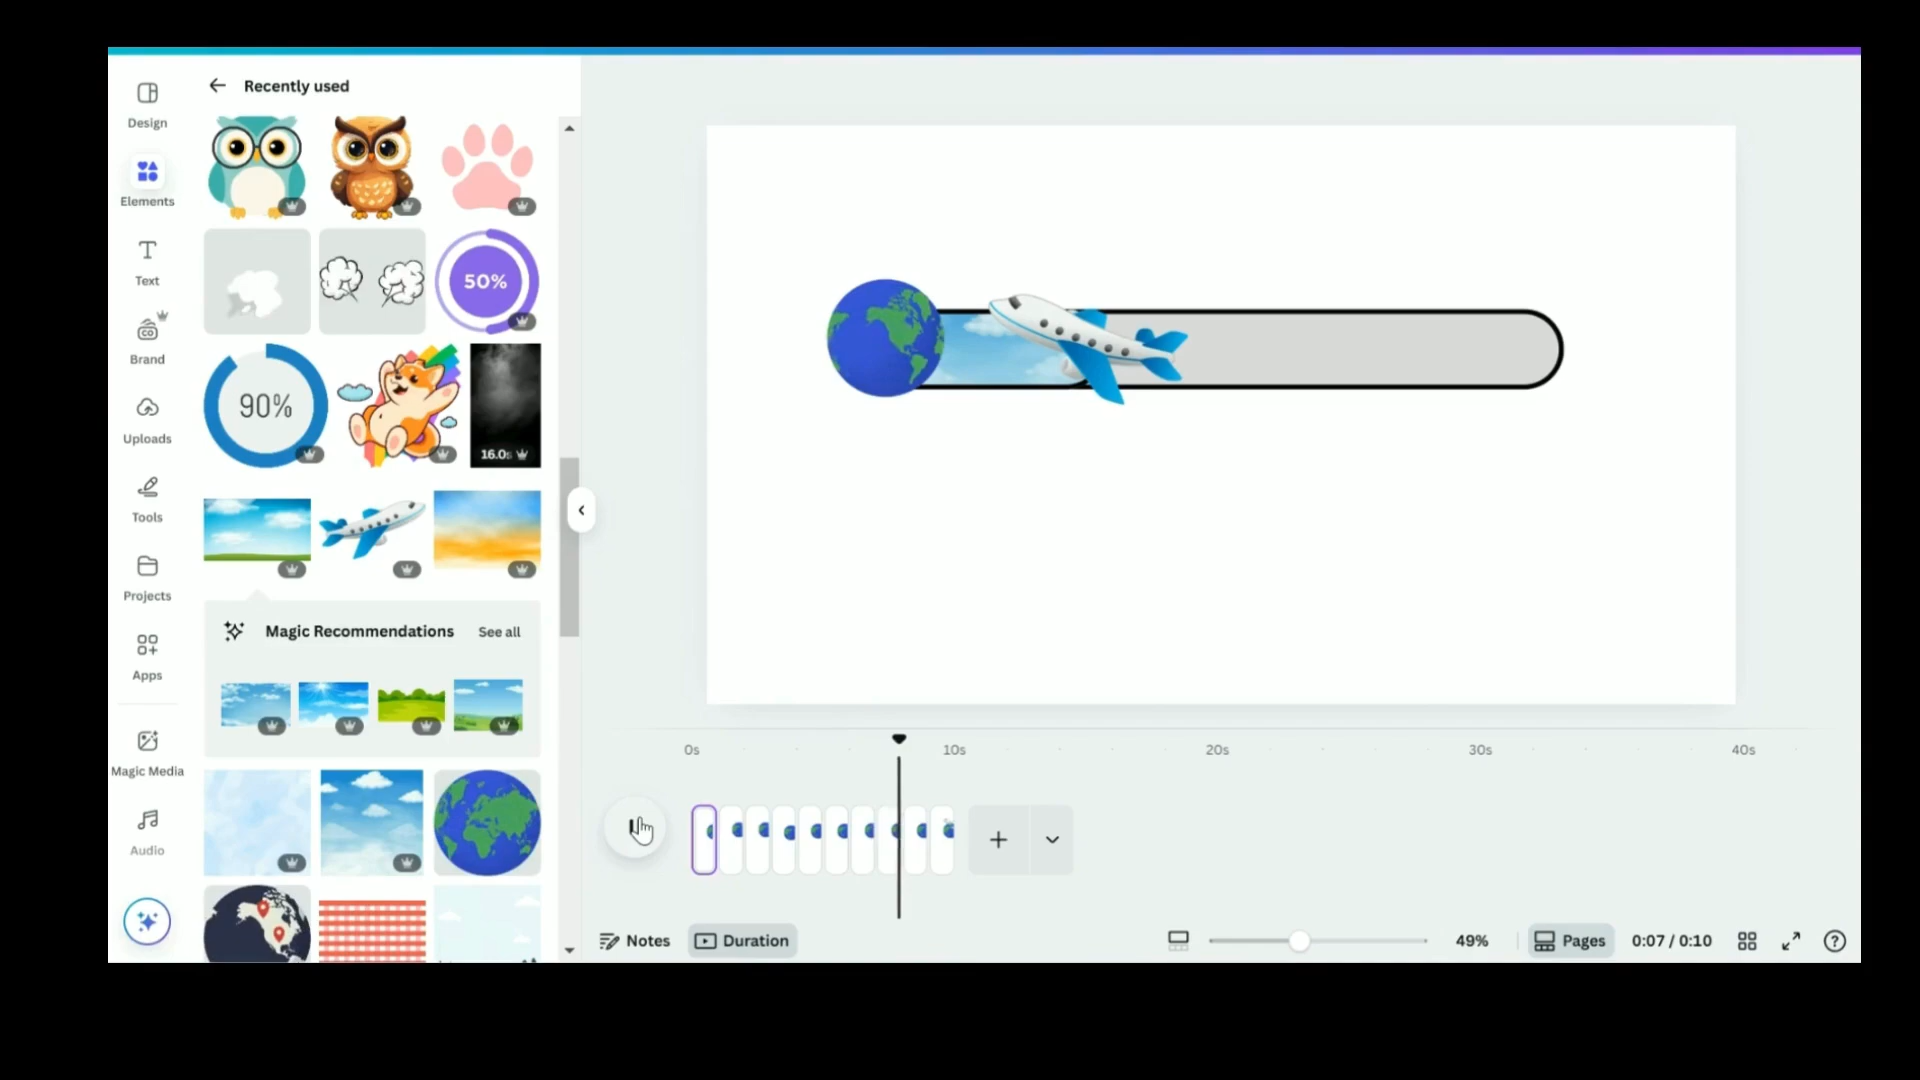 Recently used
Design
Elements
Text
Brand
Uploads
Tools
Projects
Apps
Magic Media
Audio
50%
90%
16.0s
Magic Recommendations
See all
0s
10s
20s
30s
40s
Notes
Duration
49%
Pages
0:07 / 0:10